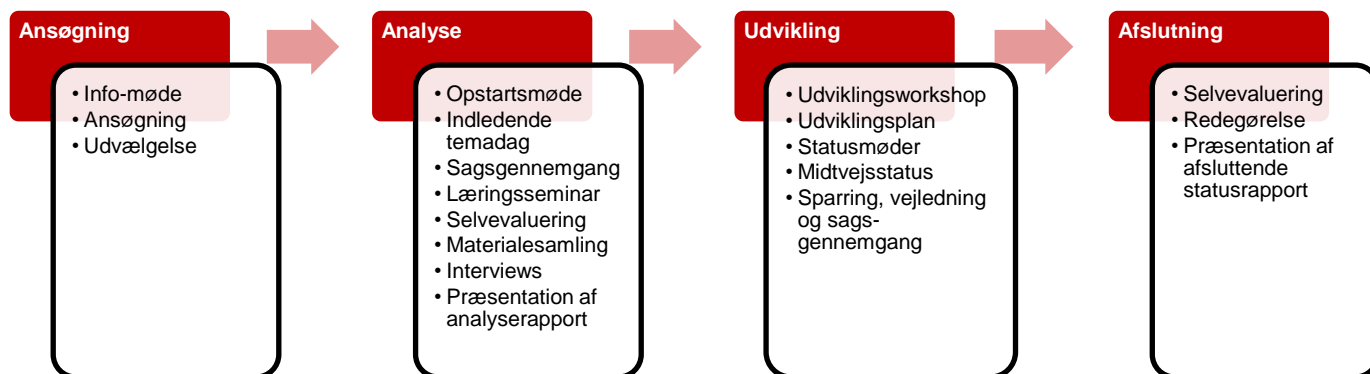 Ansøgning
• Info-møde
• Ansøgning
• Udvælgelse
Analyse
• Opstartsmøde
• Indledende
temadag
• Sagsgennemgang
• Læringsseminar
• Selvevaluering
• Materialesamling
• Interviews
• Præsentation af
analyserapport
Udvikling
• Udviklingsworkshop
• Udviklingsplan
• Statusmøder
• Midtvejsstatus
• Sparring, vejledning
og sags-
gennemgang
Afslutning
• Selvevaluering
• Redegørelse
• Præsentation af
afsluttende
statusrapport